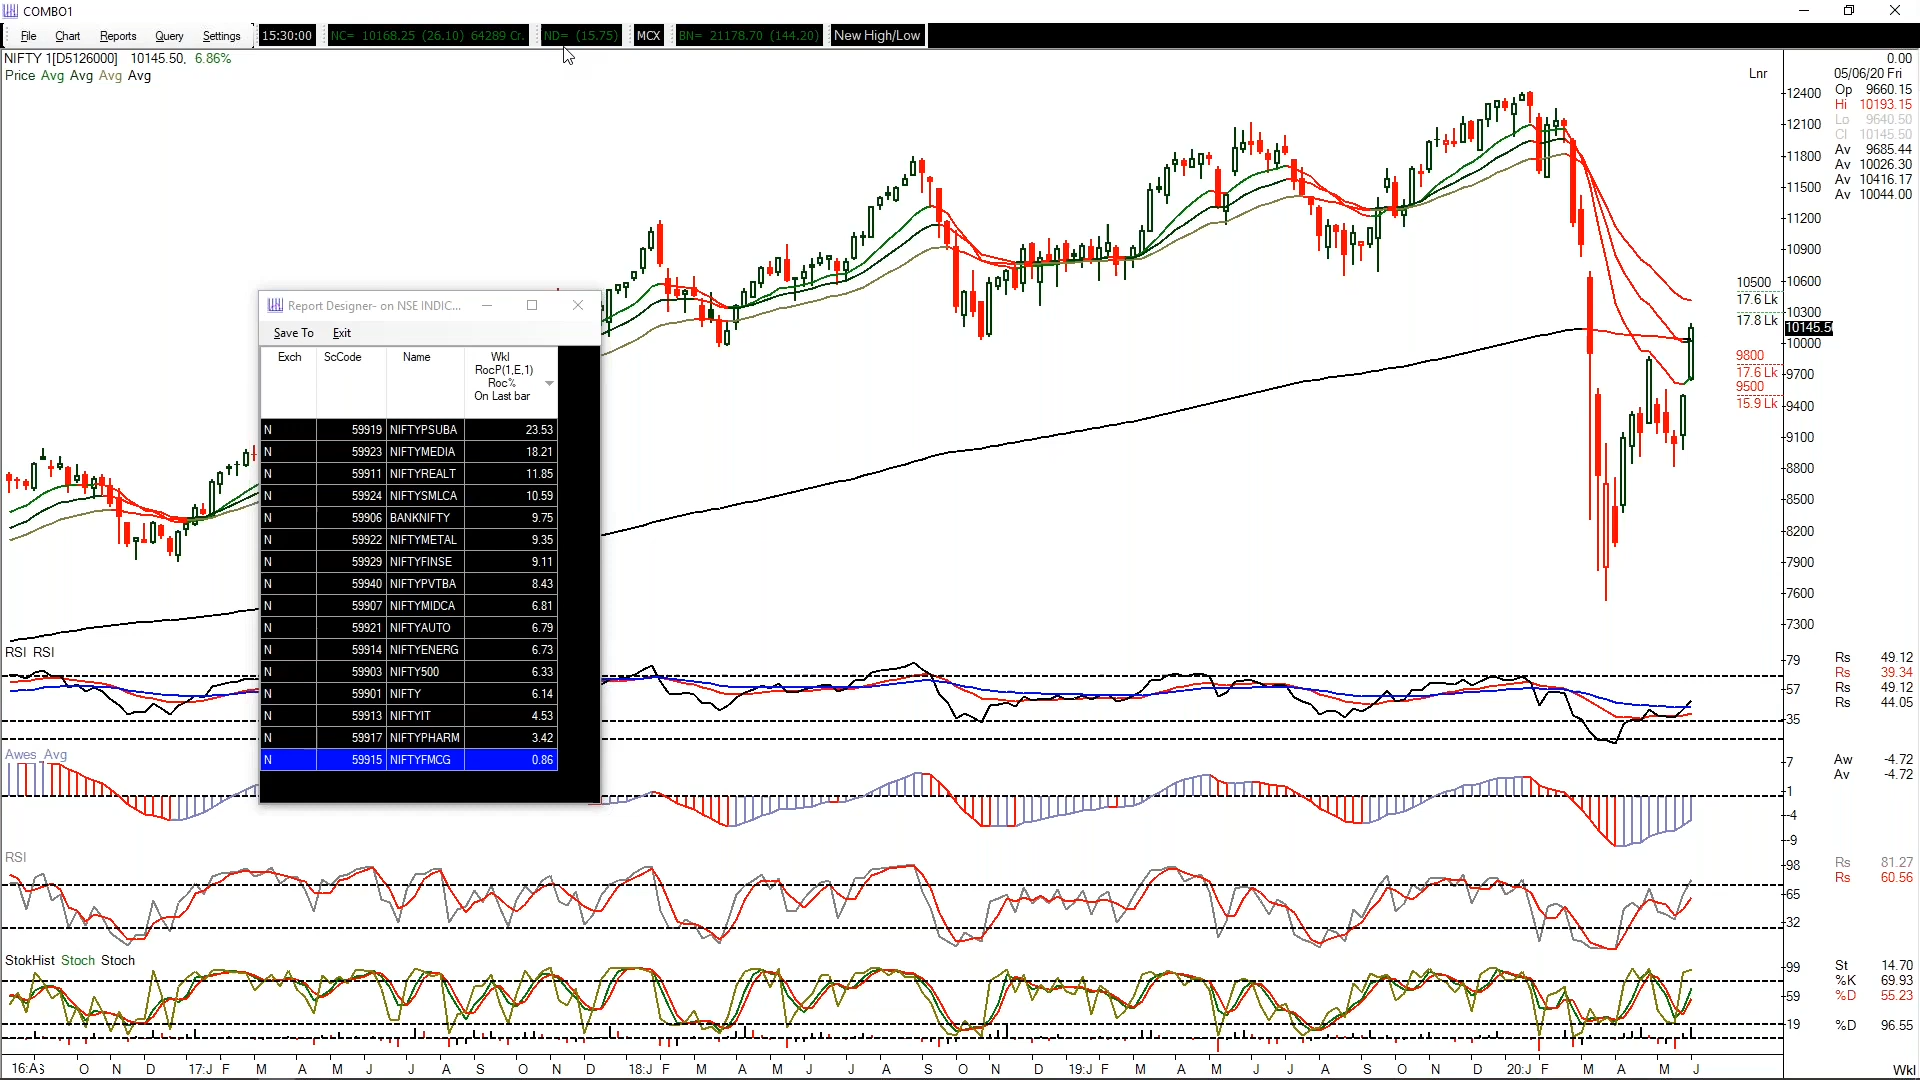 COMBO1
File Chart Reports Query Settings 15:30:00 NC= 10168.25 (26.10) 64289 Cr. ND= (15.75) MCX BN= 21178.70 (144.20) New High/Low
NIFTY 1[D5126000] 10145.50, 6.86%
Price Avg Avg Avg Avg
Lnr
0.00
05/06/20 Fri
Op 9660.15
Hi 10193.15
Lo 9640.50
Cl 10145.50
Av 9685.44
Av 10026.30
Av 10416.17
Av 10044.00
12400
12100
11800
11500
11200
10900
10600
10300
10145.50
10000
9700
9400
9100
8800
8500
8200
7900
7600
7300
10500
17.6 Lk
17.8 Lk
9800
17.6 Lk
9500
15.9 Lk
Report Designer- on NSE INDIC...
Save To Exit
Exch ScCode Name Wkl
RocP(1,E,1)
Roc%
On Last bar
N 59919 NIFTYPSUBA 23.53
N 59923 NIFTYMEDIA 18.21
N 59911 NIFTYREALT 11.85
N 59924 NIFTYSMLCA 10.59
N 59906 BANKNIFTY 9.75
N 59922 NIFTYMETAL 9.35
N 59929 NIFTYFINSE 9.11
N 59940 NIFTYPVTBA 8.43
N 59907 NIFTYMIDCA 6.81
N 59921 NIFTYAUTO 6.79
N 59914 NIFTYENERG 6.73
N 59903 NIFTY500 6.33
N 59901 NIFTY 6.14
N 59913 NIFTYIT 4.53
N 59917 NIFTYPHARM 3.42
N 59915 NIFTYFMCG 0.86
RSI RSI
79
57
35
Rs 49.12
Rs 39.34
Rs 49.12
Rs 44.05
Awes Avg
7
1
-4
-9
Aw -4.72
Av -4.72
RSI
98
65
32
Rs 81.27
Rs 60.56
StokHist Stoch Stoch
99
59
19
St 14.70
%K 69.93
%D 55.23
%D 96.55
16:As O N D 17:J F M A M J J A S O N D 18:J F M A M J J A S O N D 19:J F M A M J J A S O N D 20:J F M A M J
Wkl